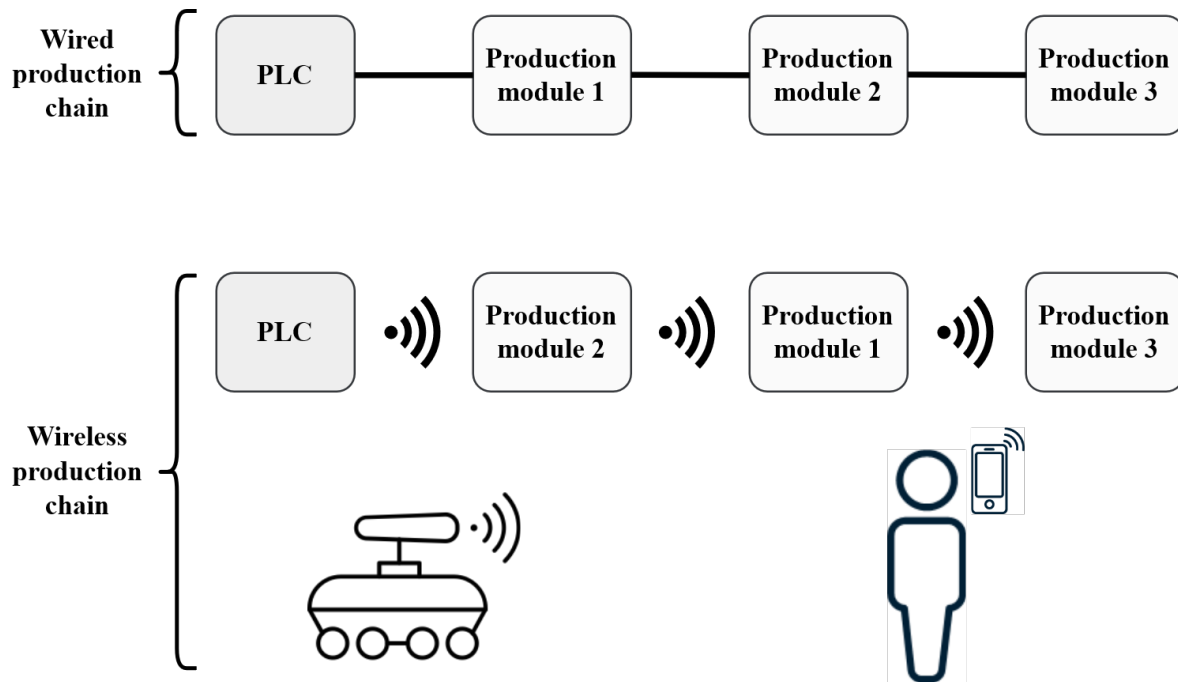 Wired
production
chain
PLC
Production
module 1
Production
module 2
Production
module 3
Wireless
production
chain
PLC
Production
module 2
Production
module 1
Production
module 3